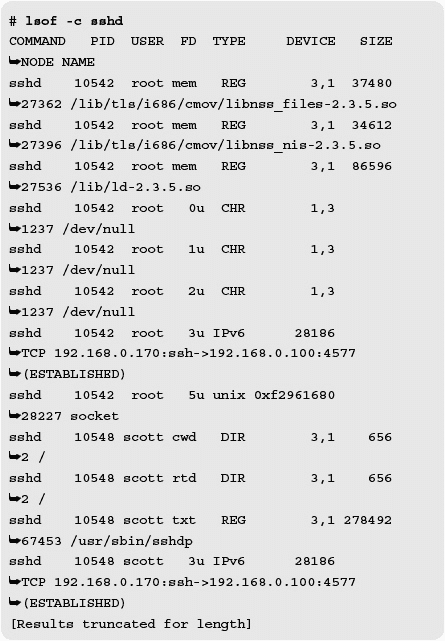 # lsof -c sshd
COMMAND PID USER FD TYPE DEVICE SIZE
➥NODE NAME
sshd 10542 root mem REG 3,1 37480
➥27362 /lib/tls/i686/cmov/libnss_files-2.3.5.so
sshd 10542 root mem REG 3,1 34612
➥27396 /lib/tls/i686/cmov/libnss_nis-2.3.5.so
sshd 10542 root mem REG 3,1 86596
➥27536 /lib/ld-2.3.5.so
sshd 10542 root 0u CHR 1,3
➥1237 /dev/null
sshd 10542 root 1u CHR 1,3
➥1237 /dev/null
sshd 10542 root 2u CHR 1,3
➥1237 /dev/null
sshd 10542 root 3u IPv6 28186
➥TCP 192.168.0.170:ssh->192.168.0.100:4577
➥(ESTABLISHED)
sshd 10542 root 5u unix 0xf2961680
➥28227 socket
sshd 10548 scott cwd DIR 3,1 656
➥2 /
sshd 10548 scott rtd DIR 3,1 656
➥2 /
sshd 10548 scott txt REG 3,1 278492
➥67453 /usr/sbin/sshdp
sshd 10548 scott 3u IPv6 28186
➥TCP 192.168.0.170:ssh->192.168.0.100:4577
➥(ESTABLISHED)
[Results truncated for length]